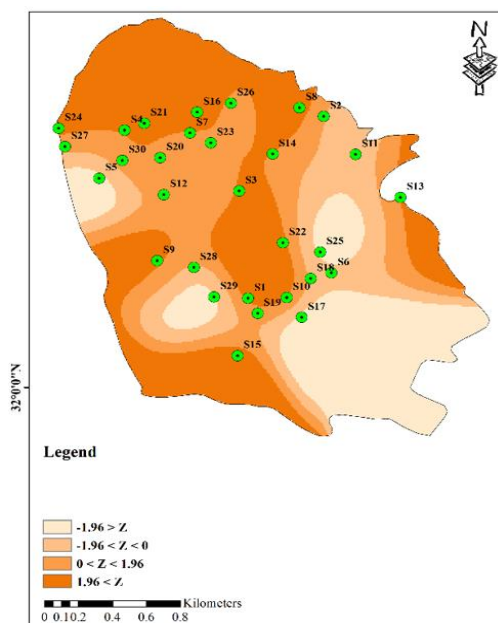 N
S26
S16
S8
S2
S24
S4
S21
S7
S23
S27
S30
S20
S14
S11
S5
S12
S3
S13
S22
S25
S9
S28
S18
S6
S29
S1
S10
S19
S17
S15
32°0'0"N
Legend
-1.96 > Z
-1.96 < Z < 0
0 < Z < 1.96
1.96 < Z
Kilometers
0 0.10.2 0.4 0.6 0.8